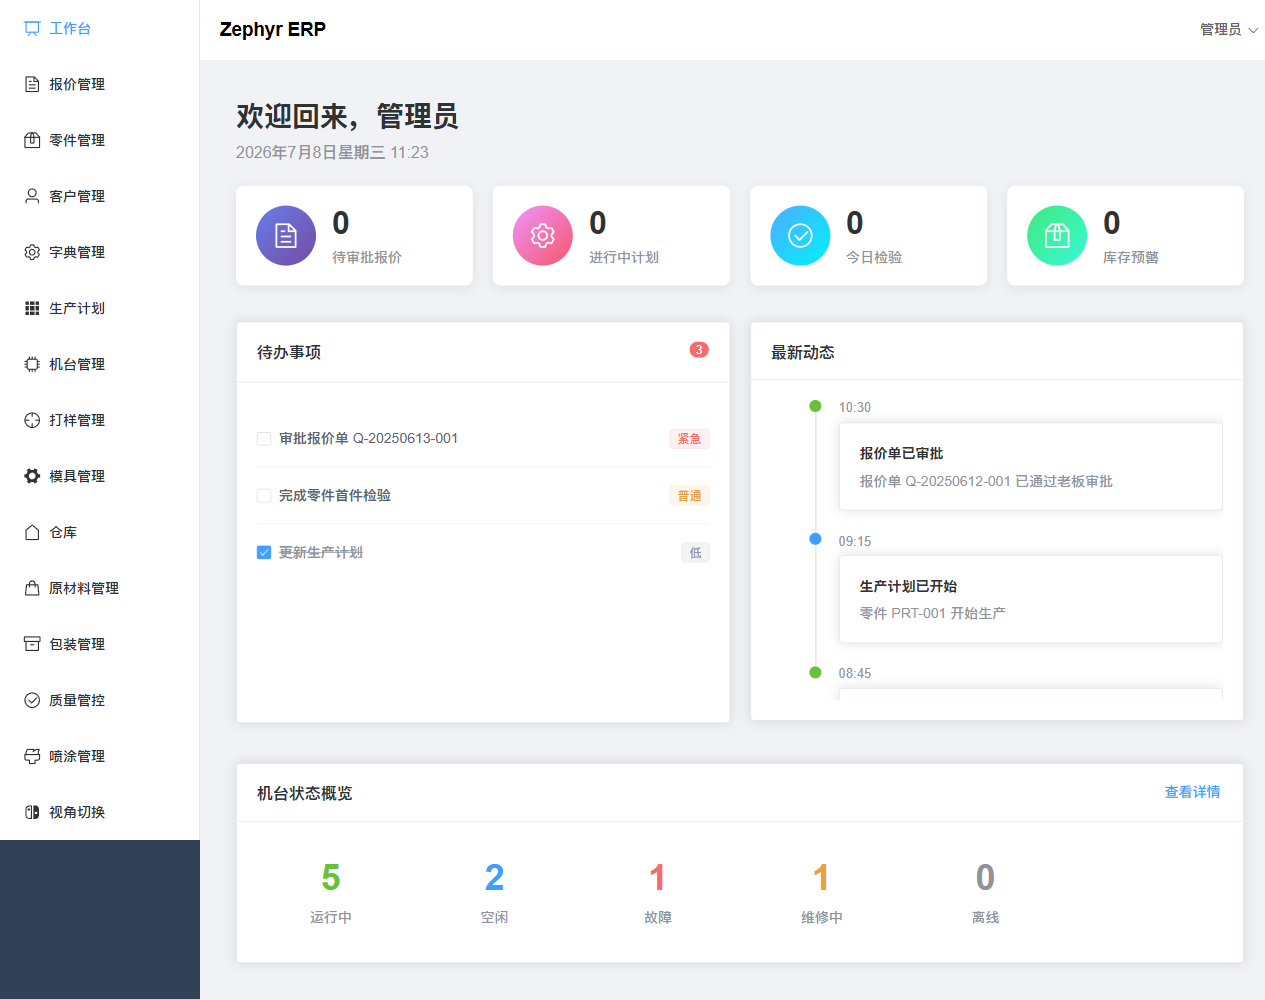 工作台
报价管理
零件管理
客户管理
字典管理
生产计划
机台管理
打样管理
模具管理
仓库
原材料管理
包装管理
质量管控
喷涂管理
视角切换
Zephyr ERP
管理员
欢迎回来，管理员
2026年7月8日星期三 11:23
0
待审批报价
0
进行中计划
0
今日检验
0
库存预警
待办事项
3
审批报价单 Q-20250613-001
紧急
完成零件首件检验
普通
更新生产计划
低
最新动态
10:30
报价单已审批
报价单 Q-20250612-001 已通过老板审批
09:15
生产计划已开始
零件 PRT-001 开始生产
08:45
机台状态概览
查看详情
5
运行中
2
空闲
1
故障
1
维修中
0
离线